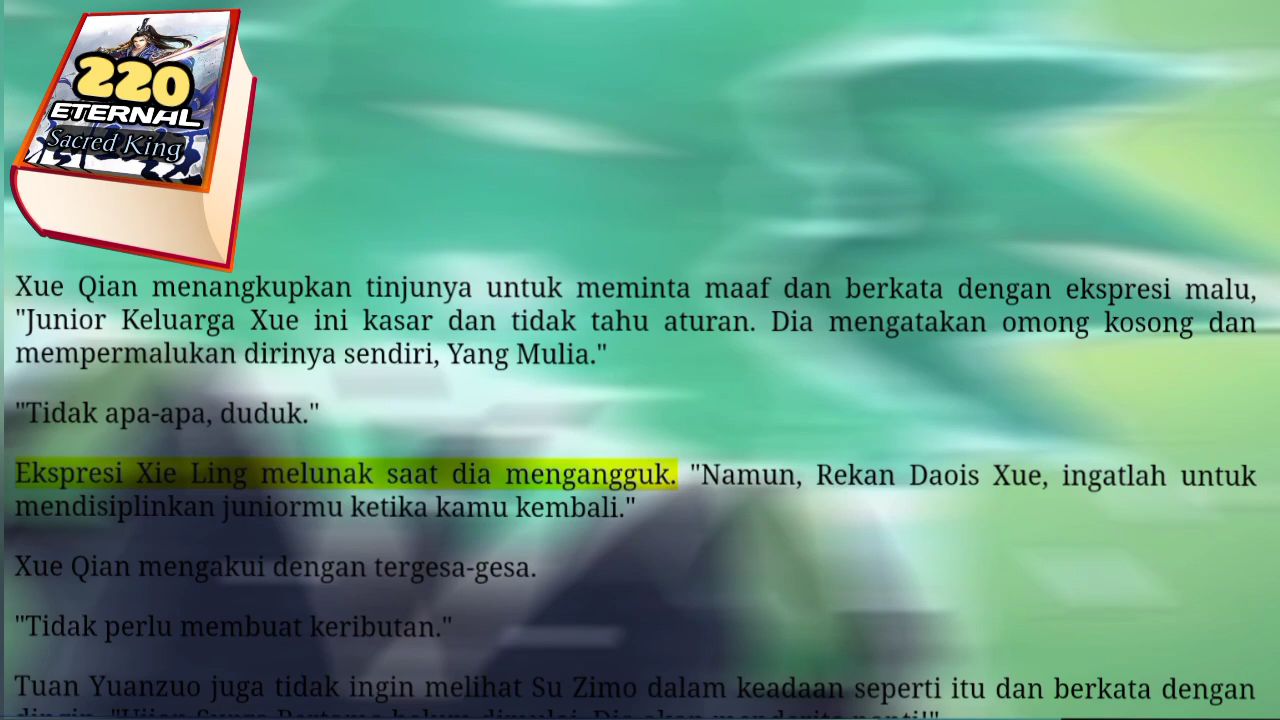 220
ETERNAL
Sacred King
Xue Qian menangkupkan tinjunya untuk meminta maaf dan berkata dengan ekspresi malu,
"Junior Keluarga Xue ini kasar dan tidak tahu aturan. Dia mengatakan omong kosong dan
mempermalukan dirinya sendiri, Yang Mulia."
"Tidak apa-apa, duduk."
Ekspresi Xie Ling melunak saat dia mengangguk. "Namun, Rekan Daois Xue, ingatlah untuk
mendisiplinkan juniormu ketika kamu kembali."
Xue Qian mengakui dengan tergesa-gesa.
"Tidak perlu membuat keributan."
Tuan Yuanzuo juga tidak ingin melihat Su Zimo dalam keadaan seperti itu dan berkata dengan